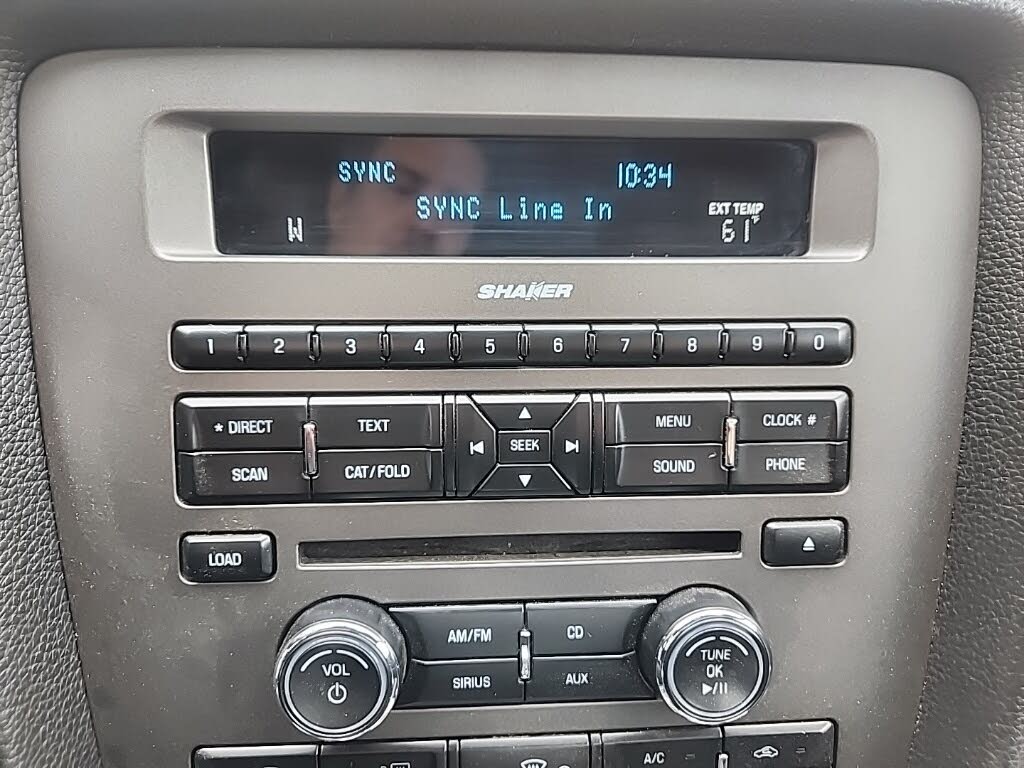 SYNC 10:34
SYNC Line In
W EXT TEMP 61°F
SHAKER
1 2 3 4 5 6 7 8 9 0
* DIRECT TEXT MENU CLOCK #
SEEK
SCAN CAT/FOLD SOUND PHONE
LOAD
AM/FM CD
VOL TUNE OK
SIRIUS AUX
A/C